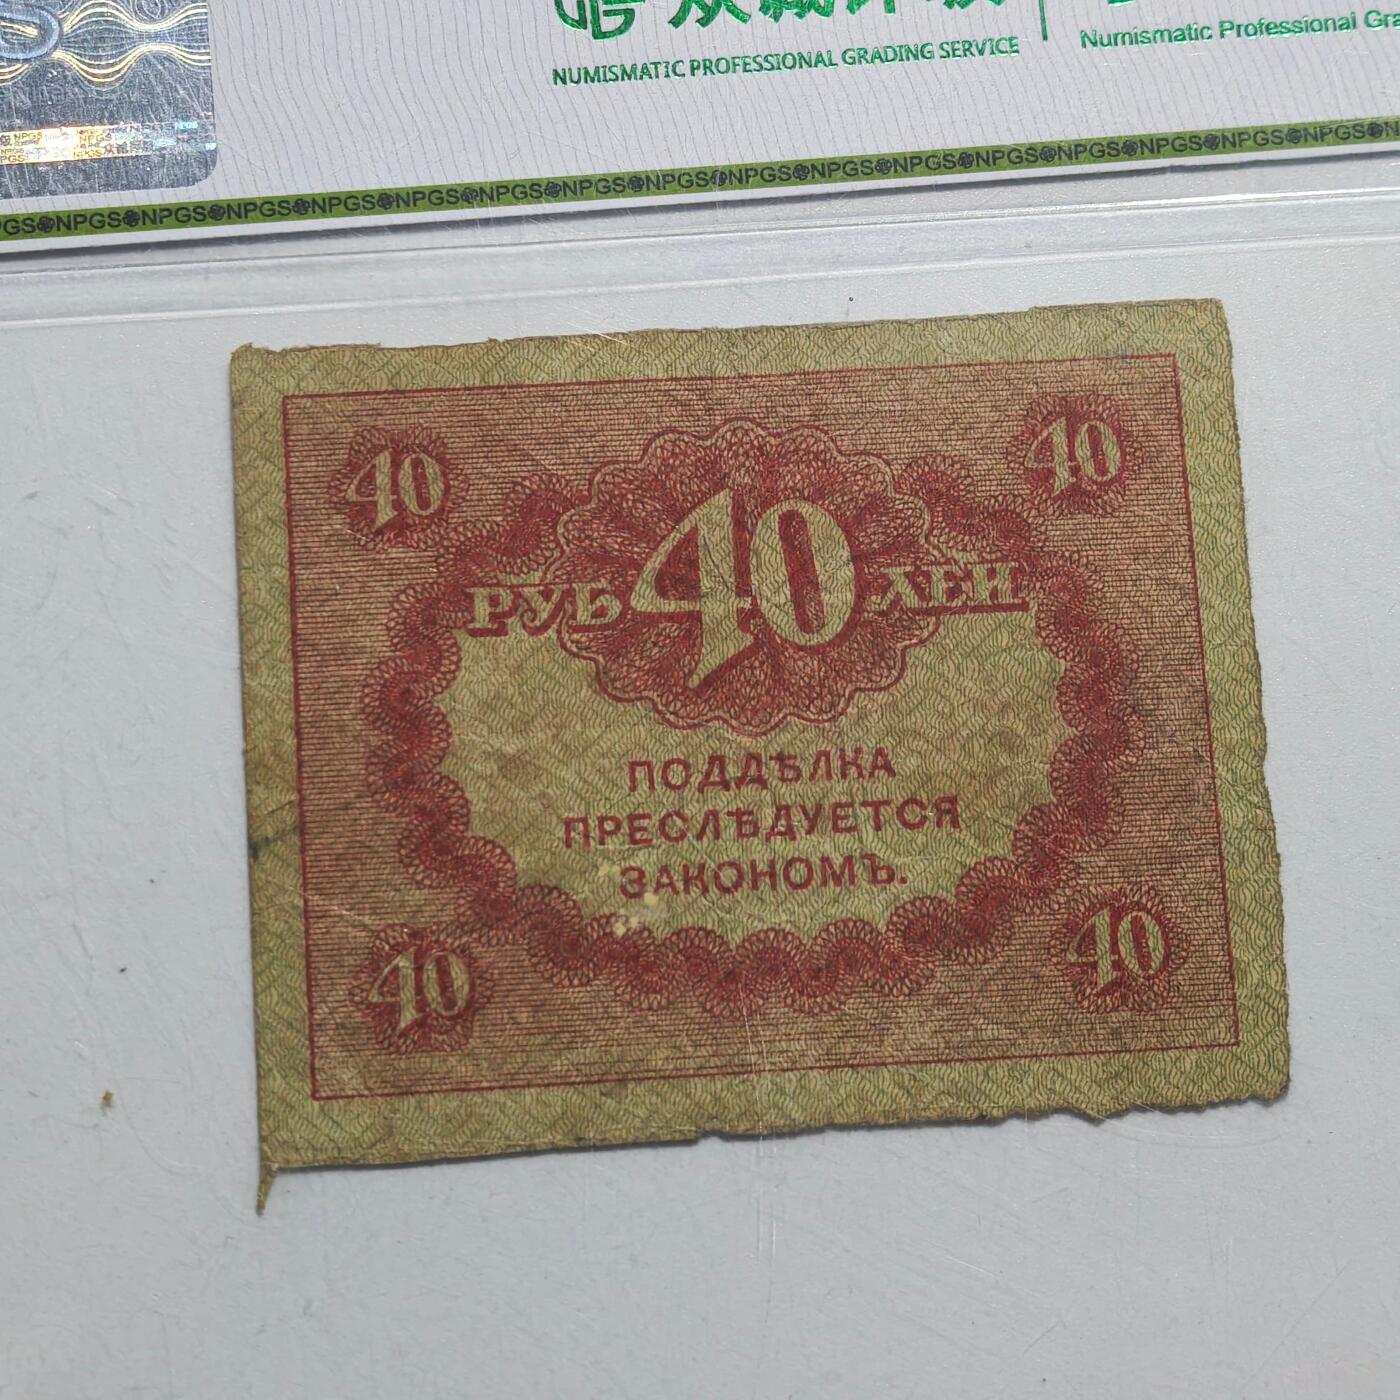 NUMISMATIC PROFESSIONAL GRADING SERVICE
Numismatic Professional
NPGS NPGS NPGS NPGS NPGS NPGS NPGS NPGS NPGS NPGS NPGS NPGS NPGS NPGS NPGS NPGS
40 40
РУБ 40 ЛЕЙ
ПОДДѢЛКА
ПРЕСЛѢДУЕТСЯ
ЗАКОНОМЪ.
40 40